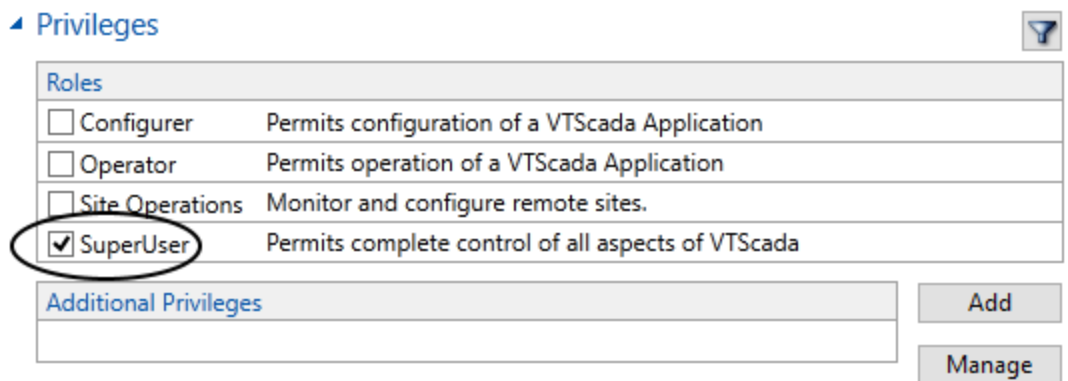 Privileges
Roles
Configurer Permits configuration of a VTScada Application
Operator Permits operation of a VTScada Application
Site Operations Monitor and configure remote sites.
SuperUser Permits complete control of all aspects of VTScada
Additional Privileges Add
Manage